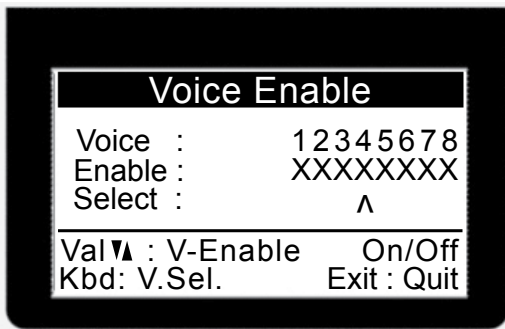 Voice Enable
Voice : 12345678
Enable : XXXXXXXX
Select : ʌ
Val▼▲ : V-Enable On/Off
Kbd: V.Sel. Exit : Quit